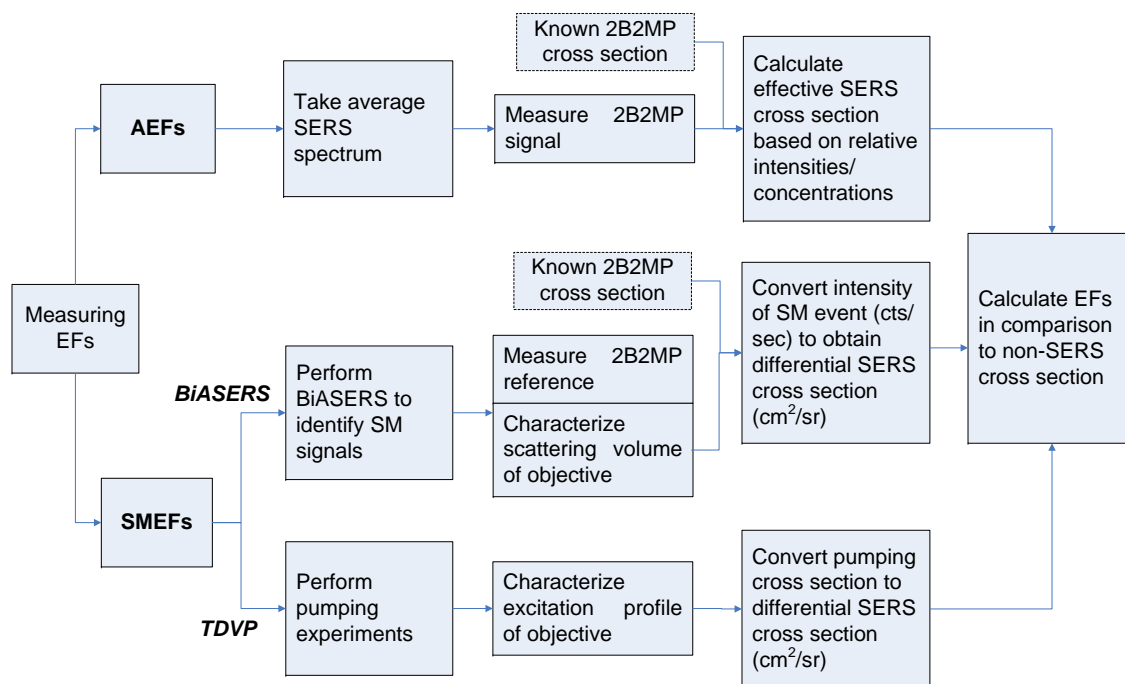 Measuring
EFs
AEFs
Take average
SERS
spectrum
Known 2B2MP
cross section
Measure 2B2MP
signal
Calculate
effective SERS
cross section
based on relative
intensities/
concentrations
SMEFs
BiASERS
Perform
BiASERS to
identify SM
signals
Known 2B2MP
cross section
Measure 2B2MP
reference
Characterize
scattering volume
of objective
Convert intensity
of SM event (cts/
sec) to obtain
differential SERS
cross section
(cm²/sr)
TDVP
Perform
pumping
experiments
Characterize
excitation profile
of objective
Convert pumping
cross section to
differential SERS
cross section
(cm²/sr)
Calculate EFs
in comparison
to non-SERS
cross section